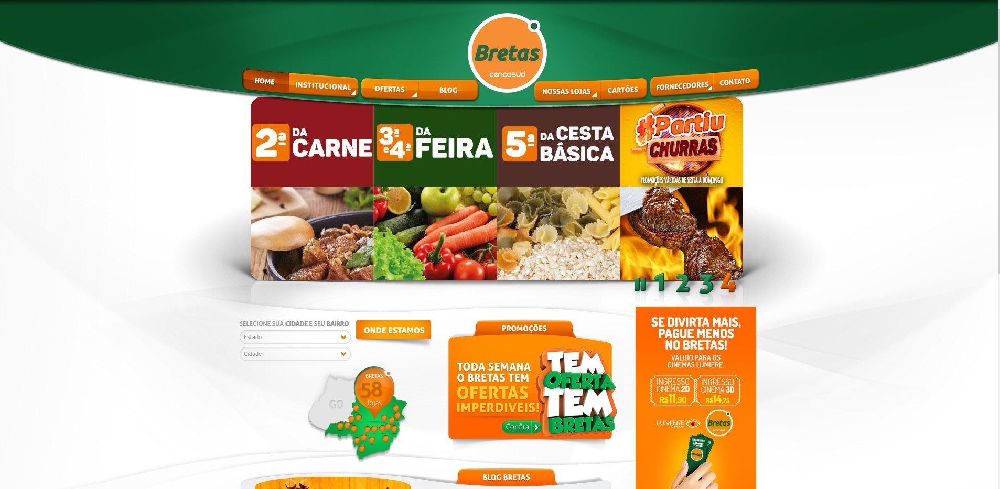 Bretas
cencosud
HOME
INSTITUCIONAL
OFERTAS
BLOG
NOSSAS LOJAS
CARTÕES
FORNECEDORES
CONTATO
2ª DA
CARNE
3ª e 4ª DA
FEIRA
5ª DA CESTA
BÁSICA
#Partiu
CHURRAS
PROMOÇÕES VÁLIDAS DE SEXTA A DOMINGO
1 2 3 4
SELECIONE SUA CIDADE E SEU BAIRRO
Estado
Cidade
ONDE ESTAMOS
BRETAS
58
lojas
GO
PROMOÇÕES
TODA SEMANA
O BRETAS TEM
OFERTAS
IMPERDIVEIS!
Confira
TEM
OFERTA
TEM
BRETAS
SE DIVIRTA MAIS,
PAGUE MENOS
NO BRETAS!
VÁLIDO PARA OS
CINEMAS LUMIERE.
INGRESSO
CINEMA 2D
R$11,90
INGRESSO
CINEMA 3D
R$14,75
LUMIÈRE
CINEMA
Bretas
cencosud
Cinema
Bretas
BLOG BRETAS